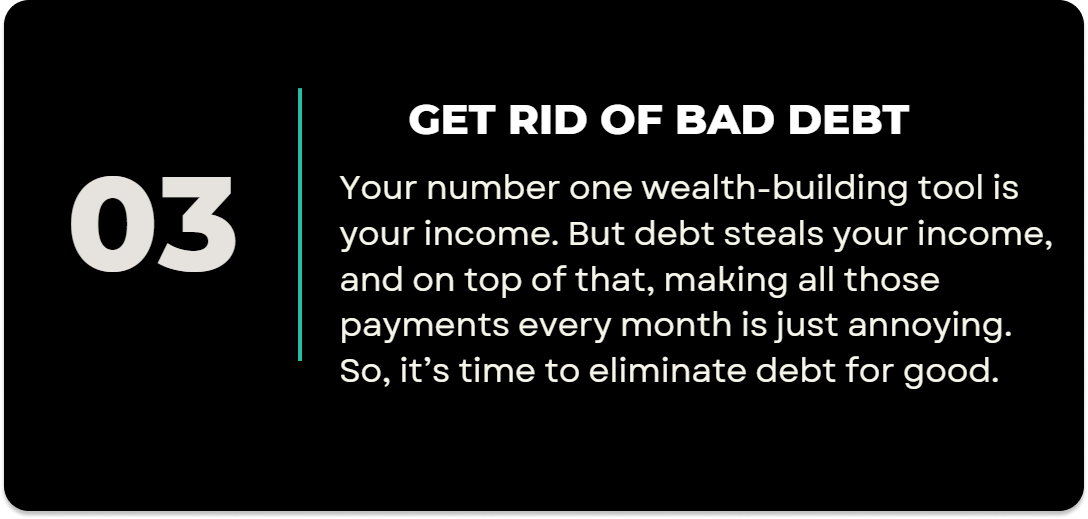 03
GET RID OF BAD DEBT
Your number one wealth-building tool is
your income. But debt steals your income,
and on top of that, making all those
payments every month is just annoying.
So, it’s time to eliminate debt for good.